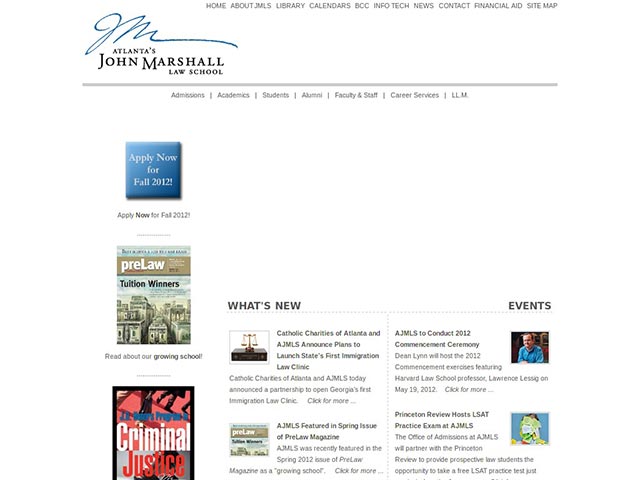 HOME ABOUT JMLS LIBRARY CALENDARS BCC INFO TECH NEWS CONTACT FINANCIAL AID SITE MAP
ATLANTA'S
JOHN MARSHALL
LAW SCHOOL
Admissions | Academics | Students | Alumni | Faculty & Staff | Career Services | LL.M.
Apply Now
for
Fall 2012!
Apply Now for Fall 2012!
preLaw
Tuition Winners
Read about our growing school!
Criminal
Justice
WHAT'S NEW
Catholic Charities of Atlanta and
AJMLS Announce Plans to
Launch State's First Immigration
Law Clinic
Catholic Charities of Atlanta and AJMLS today
announced a partnership to open Georgia's first
Immigration Law Clinic. Click for more ...
preLaw
AJMLS Featured in Spring Issue
of PreLaw Magazine
AJMLS was recently featured in the
Spring 2012 issue of PreLaw
Magazine as a "growing school". Click for more ...
EVENTS
AJMLS to Conduct 2012
Commencement Ceremony
Dean Lynn will host the 2012
Commencement exercises featuring
Harvard Law School professor, Lawrence Lessig on
May 19, 2012. Click for more ...
Princeton Review Hosts LSAT
Practice Exam at AJMLS
The Office of Admissions at AJMLS
will partner with the Princeton
Review to provide prospective law students the
opportunity to take a free LSAT practice test just